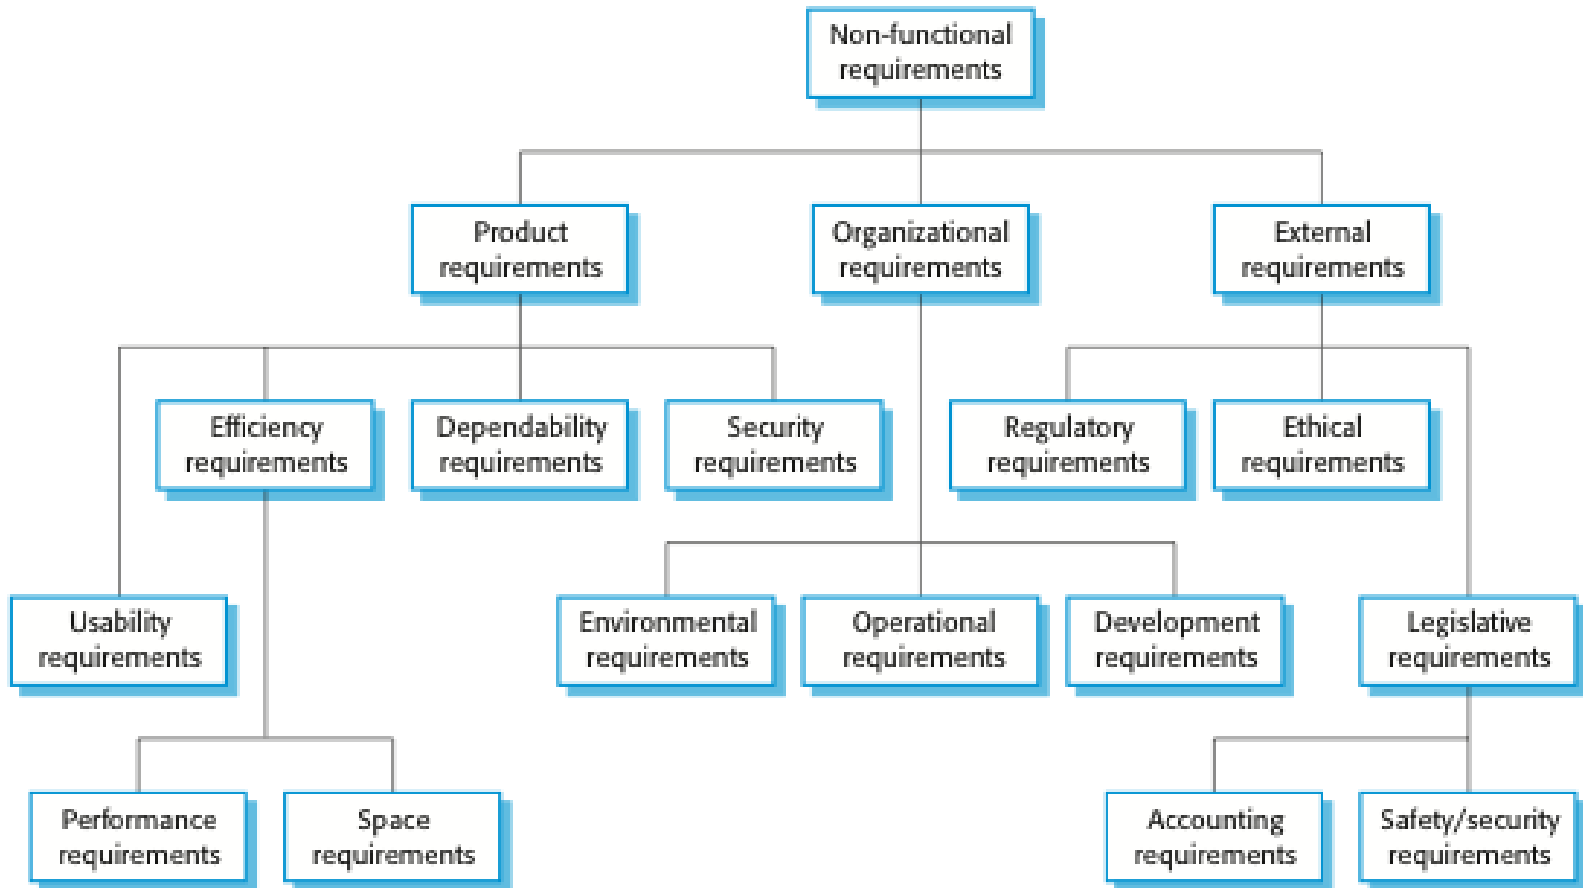 Non-functional
requirements
Product
requirements
Organizational
requirements
External
requirements
Efficiency
requirements
Dependability
requirements
Security
requirements
Regulatory
requirements
Ethical
requirements
Usability
requirements
Environmental
requirements
Operational
requirements
Development
requirements
Legislative
requirements
Performance
requirements
Space
requirements
Accounting
requirements
Safety/security
requirements